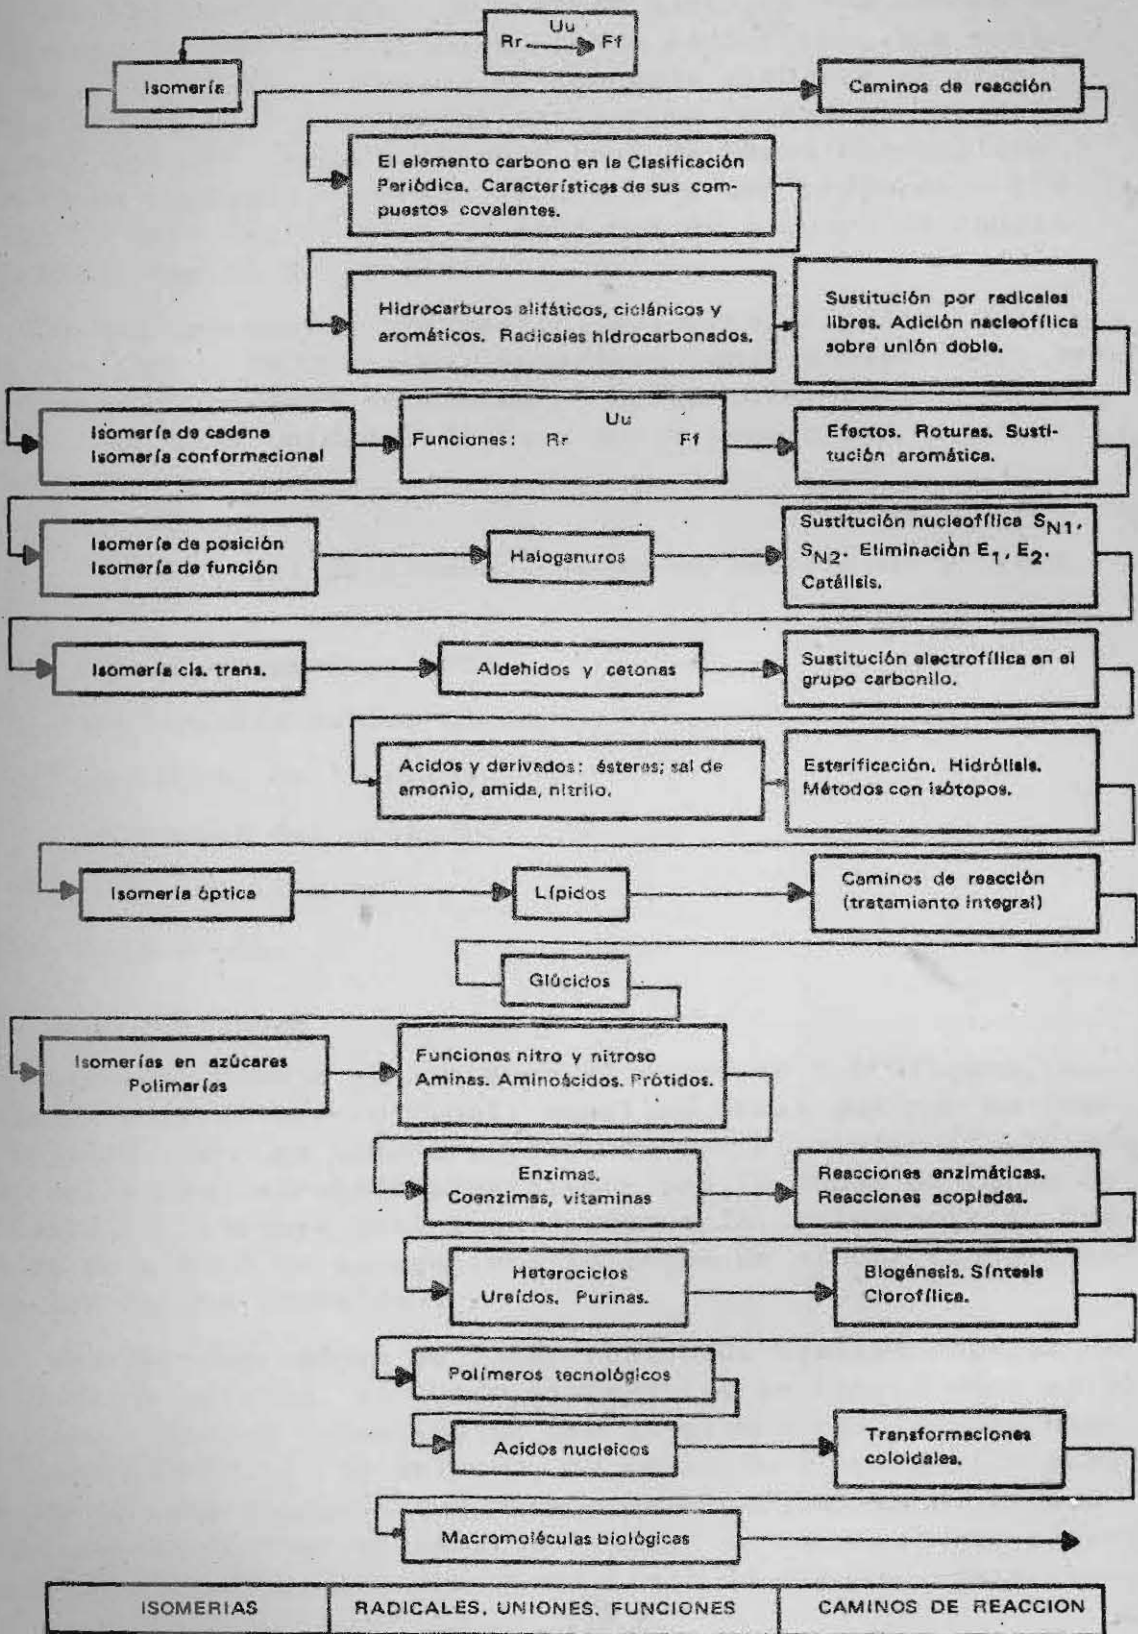 Uu
Rr Ff
Isomería
Caminos de reacción
El elemento carbono en la Clasificación
Periódica. Características de sus com-
puestos covalentes.
Hidrocarburos alifáticos, ciclánicos y
aromáticos. Radicales hidrocarbonados.
Sustitución por radicales
libres. Adición nacleofílica
sobre unión doble.
Isomería de cadena
Isomería conformacional
Uu
Funciones: Rr Ff
Efectos. Roturas. Susti-
tución aromática.
Isomería de posición
Isomería de función
Halogenuros
Sustitución nucleofílica SN1,
SN2. Eliminación E1, E2.
Catálisis.
Isomería cis. trans.
Aldehidos y cetonas
Sustitución electrofílica en el
grupo carbonilo.
Acidos y derivados: ésteres; sal de
amonio, amida, nitrilo.
Esterificación. Hidrólisis.
Métodos con isótopos.
Isomería óptica
Lípidos
Caminos de reacción
(tratamiento integral)
Glúcidos
Isomerías en azúcares
Polimerías
Funciones nitro y nitroso
Aminas. Aminoácidos. Prótidos.
Enzimas.
Coenzimas, vitaminas
Reacciones enzimáticas.
Reacciones acopladas.
Heterociclos
Ureídos. Purinas.
Biogénesis. Síntesis
Clorofílica.
Polímeros tecnológicos
Acidos nucleicos
Transformaciones
coloidales.
Macromoléculas biológicas
ISOMERIAS
RADICALES. UNIONES. FUNCIONES
CAMINOS DE REACCION